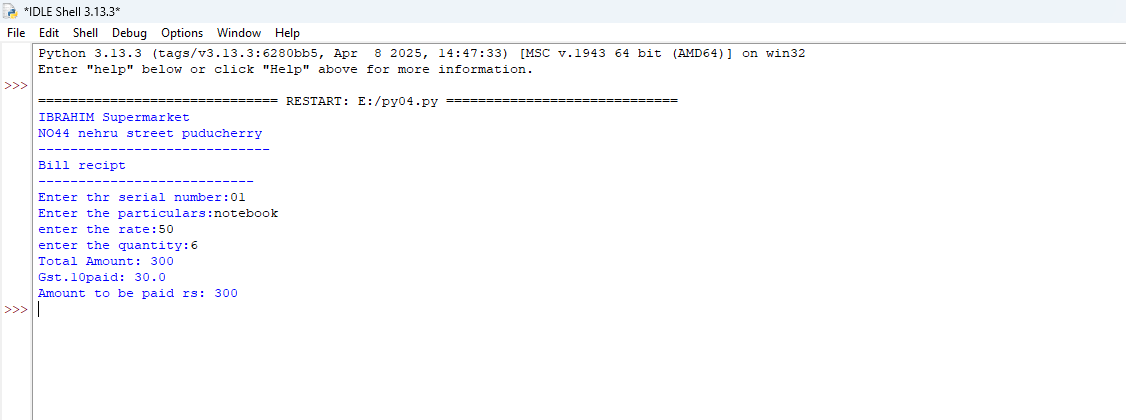 *IDLE Shell 3.13.3*
File Edit Shell Debug Options Window Help
Python 3.13.3 (tags/v3.13.3:6280bb5, Apr  8 2025, 14:47:33) [MSC v.1943 64 bit (AMD64)] on win32
Enter "help" below or click "Help" above for more information.
>>>
============================== RESTART: E:/py04.py =============================
IBRAHIM Supermarket
NO44 nehru street puducherry
-----------------------------
Bill recipt
---------------------------
Enter thr serial number:01
Enter the particulars:notebook
enter the rate:50
enter the quantity:6
Total Amount: 300
Gst.10paid: 30.0
Amount to be paid rs: 300
>>>